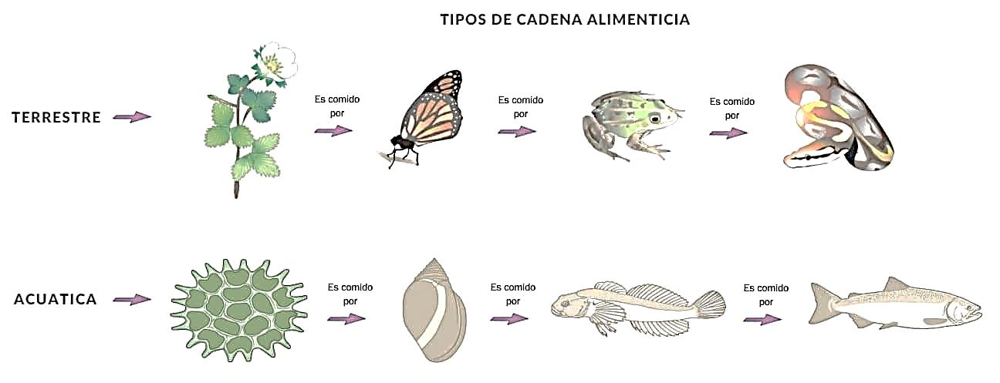 TIPOS DE CADENA ALIMENTICIA
TERRESTRE
Es comido
por
Es comido
por
Es comido
por
ACUATICA
Es comido
por
Es comido
por
Es comido
por